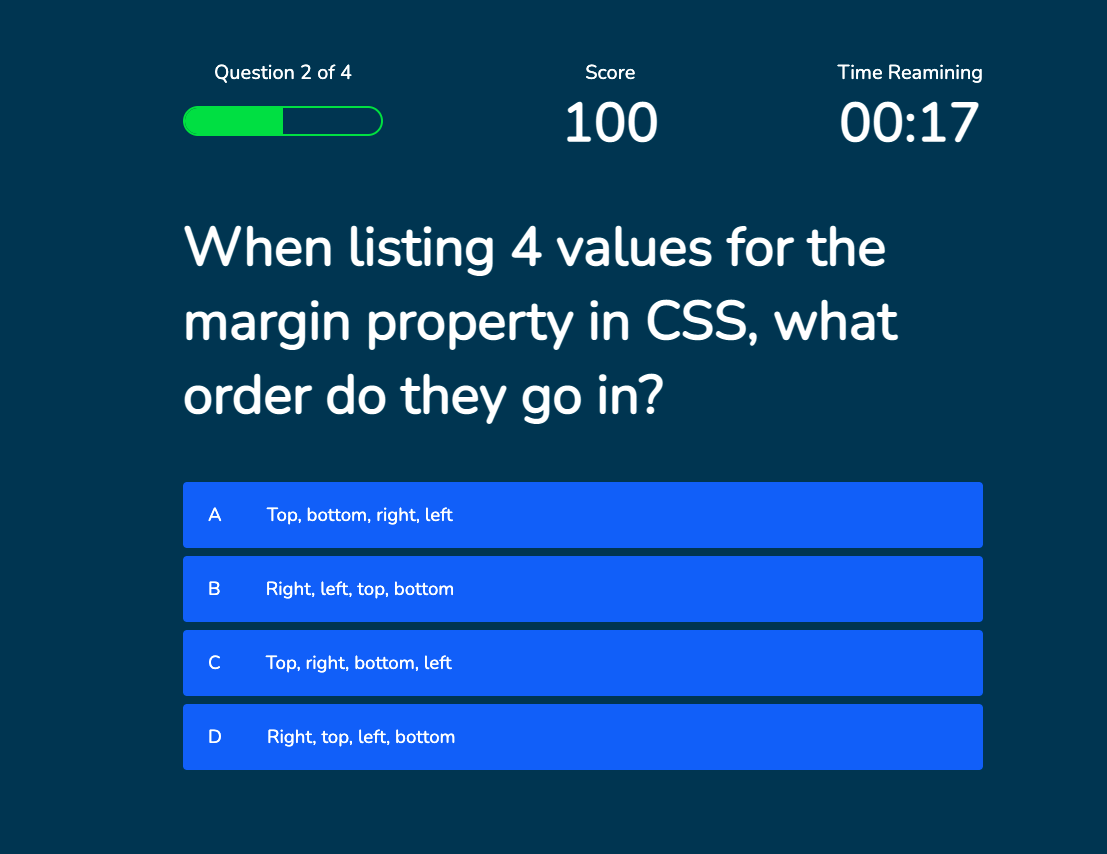 Question 2 of 4
Score
100
Time Reamining
00:17
When listing 4 values for the
margin property in CSS, what
order do they go in?
A Top, bottom, right, left
B Right, left, top, bottom
C Top, right, bottom, left
D Right, top, left, bottom